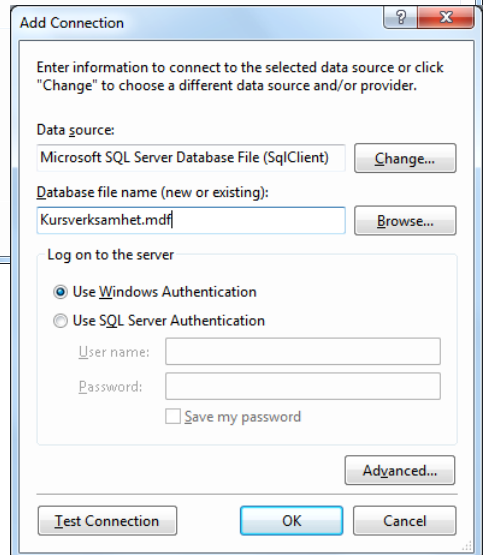 Add Connection
Enter information to connect to the selected data source or click
"Change" to choose a different data source and/or provider.
Data source:
Microsoft SQL Server Database File (SqlClient)
Change...
Database file name (new or existing):
Kursverksamhet.mdf
Browse...
Log on to the server
Use Windows Authentication
Use SQL Server Authentication
User name:
Password:
Save my password
Advanced...
Test Connection
OK
Cancel